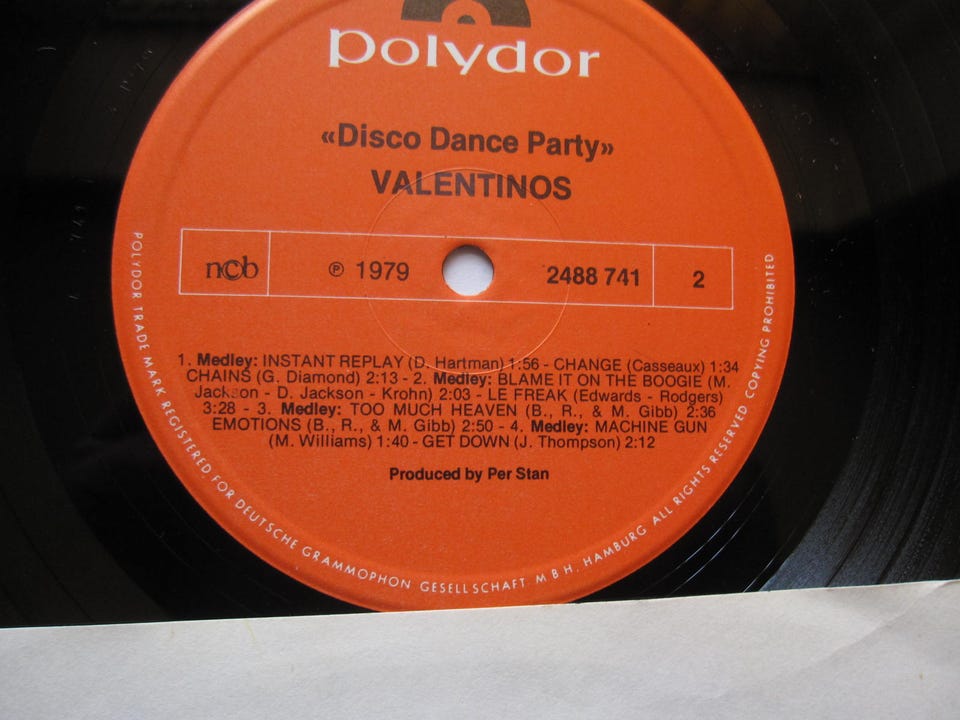 polydor
«Disco Dance Party»
VALENTINOS
ncb ℗ 1979 2488 741 2
1. Medley: INSTANT REPLAY (D. Hartman) 1:56 - CHANGE (Casseaux) 1:34
CHAINS (G. Diamond) 2:13 - 2. Medley: BLAME IT ON THE BOOGIE (M.
Jackson - D. Jackson - Krohn) 2:03 - LE FREAK (Edwards - Rodgers)
3:28 - 3. Medley: TOO MUCH HEAVEN (B., R., & M. Gibb) 2:36
EMOTIONS (B., R., & M. Gibb) 2:50 - 4. Medley: MACHINE GUN
(M. Williams) 1:40 - GET DOWN (J. Thompson) 2:12
Produced by Per Stan
POLYDOR TRADE MARK REGISTERED, FOR DEUTSCHE GRAMMOPHON GESELLSCHAFT M B H, HAMBURG ALL RIGHTS RESERVED COPYING PROHIBITED